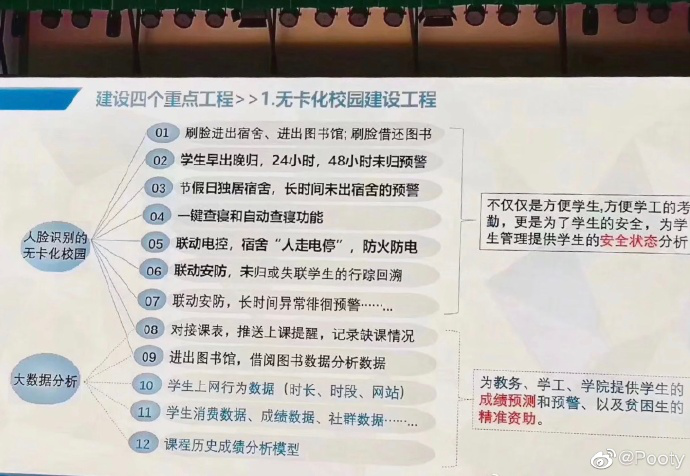 建设四个重点工程>>1.无卡化校园建设工程
01 刷脸进出宿舍、进出图书馆;刷脸借还图书
02 学生早出晚归，24小时，48小时未归预警
03 节假日独居宿舍，长时间未出宿舍的预警
04 一键查寝和自动查寝功能
05 联动电控，宿舍“人走电停”，防火防电
06 联动安防，未归或失联学生的行踪回溯
07 联动安防，长时间异常徘徊预警……...
08 对接课表，推送上课提醒，记录缺课情况
09 进出图书馆，借阅图书数据分析数据
10 学生上网行为数据（时长、时段、网站）
11 学生消费数据、成绩数据、社群数据……...
12 课程历史成绩分析模型
人脸识别的
无卡化校园
大数据分析
不仅仅是方便学生,方便学工的考
勤，更是为了学生的安全，为学
生管理提供学生的安全状态分析
为教务、学工、学院提供学生的
成绩预测和预警、以及贫困生的
精准资助。
@Pooty